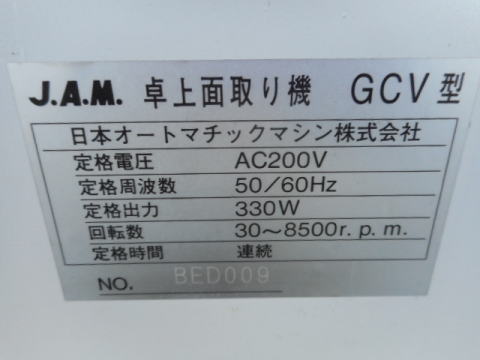 J.A.M. 卓上面取り機 GCV型
日本オートマチックマシン株式会社
定格電圧 AC200V
定格周波数 50/60Hz
定格出力 330W
回転数 30〜8500r.p.m.
定格時間 連続
NO. BED009